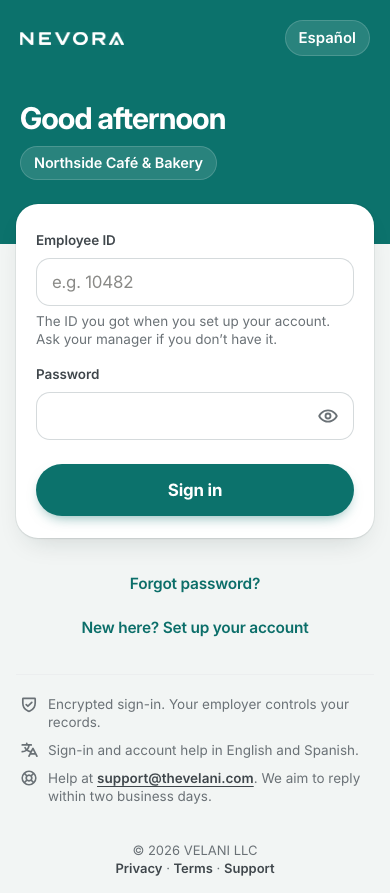 NEVORA
Español
Good afternoon
Northside Café & Bakery
Employee ID
e.g. 10482
The ID you got when you set up your account.
Ask your manager if you don’t have it.
Password
Sign in
Forgot password?
New here? Set up your account
Encrypted sign-in. Your employer controls your
records.
Sign-in and account help in English and Spanish.
Help at support@thevelani.com. We aim to reply
within two business days.
© 2026 VELANI LLC
Privacy · Terms · Support